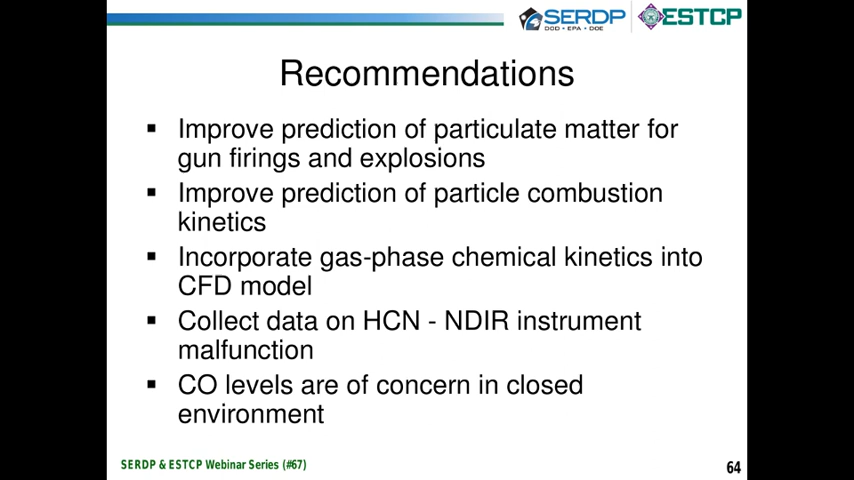 SERDP
DOD • EPA • DOE
ESTCP
Recommendations
▪ Improve prediction of particulate matter for
gun firings and explosions
▪ Improve prediction of particle combustion
kinetics
▪ Incorporate gas-phase chemical kinetics into
CFD model
▪ Collect data on HCN - NDIR instrument
malfunction
▪ CO levels are of concern in closed
environment
SERDP & ESTCP Webinar Series (#67)
64